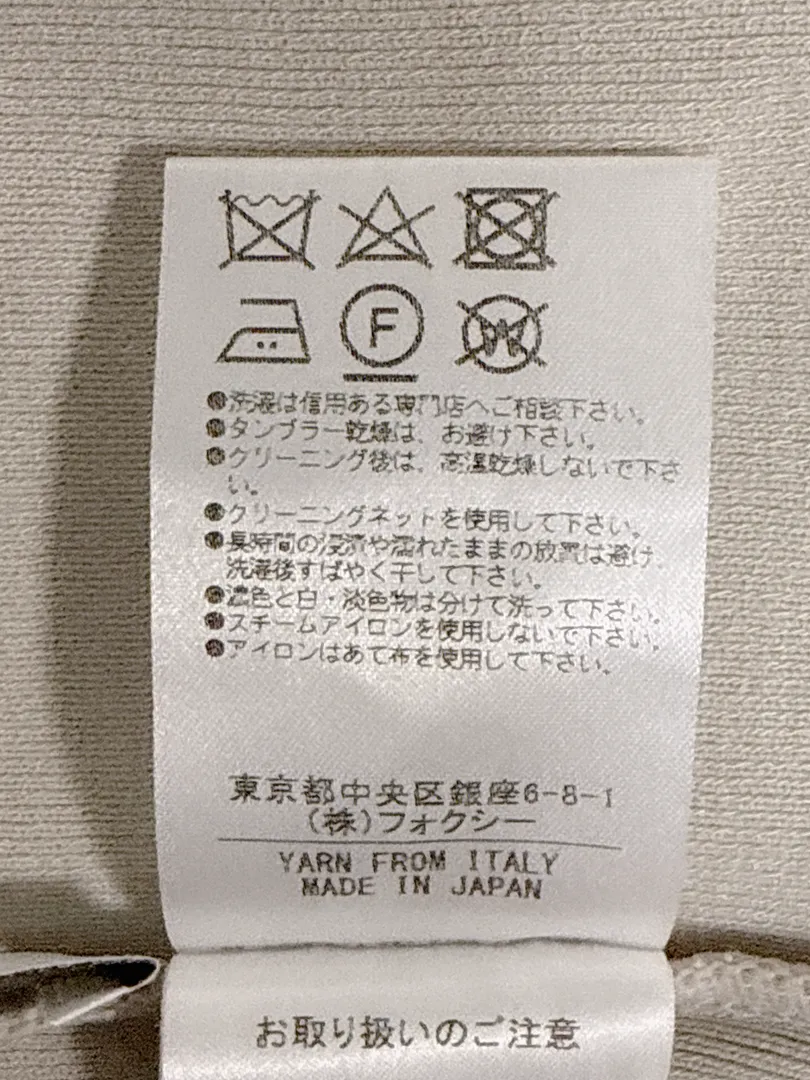 F
W
●洗濯は信用ある専門店へご相談下さい。
●タンブラー乾燥は、お避け下さい。
●クリーニング後は、高温乾燥しないで下さ
い。
●クリーニングネットを使用して下さい。
●長時間の浸漬や濡れたままの放置は避け、
洗濯後すばやく干して下さい。
●濃色と白・淡色物は分けて洗って下さい。
●スチームアイロンを使用しないで下さい。
●アイロンはあて布を使用して下さい。
東京都中央区銀座6-8-1
(株)フォクシー
YARN FROM ITALY
MADE IN JAPAN
お取り扱いのご注意